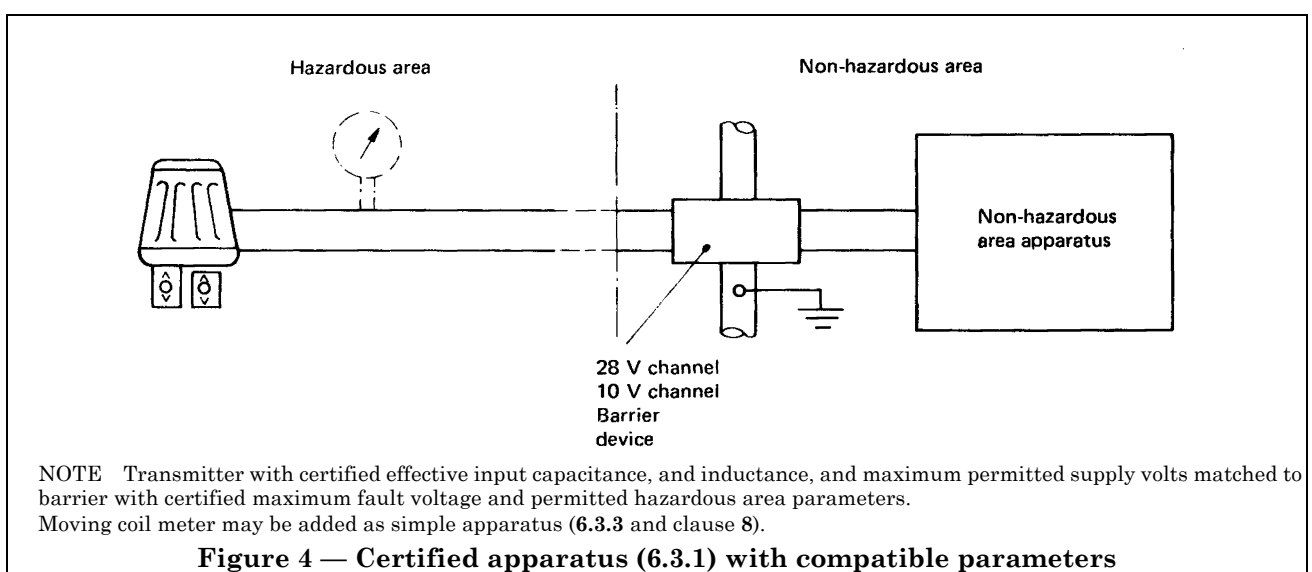 Hazardous area
Non-hazardous area
Non-hazardous
area apparatus
28 V channel
10 V channel
Barrier
device
NOTE Transmitter with certified effective input capacitance, and inductance, and maximum permitted supply volts matched to
barrier with certified maximum fault voltage and permitted hazardous area parameters.
Moving coil meter may be added as simple apparatus (6.3.3 and clause 8).
Figure 4 — Certified apparatus (6.3.1) with compatible parameters